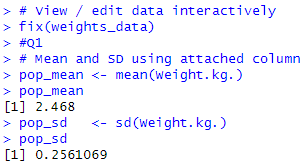 > # View / edit data interactively
> fix(weights_data)
> #Q1
> # Mean and SD using attached column
> pop_mean <- mean(Weight.kg.)
> pop_mean
[1] 2.468
> pop_sd   <- sd(Weight.kg.)
> pop_sd
[1] 0.2561069